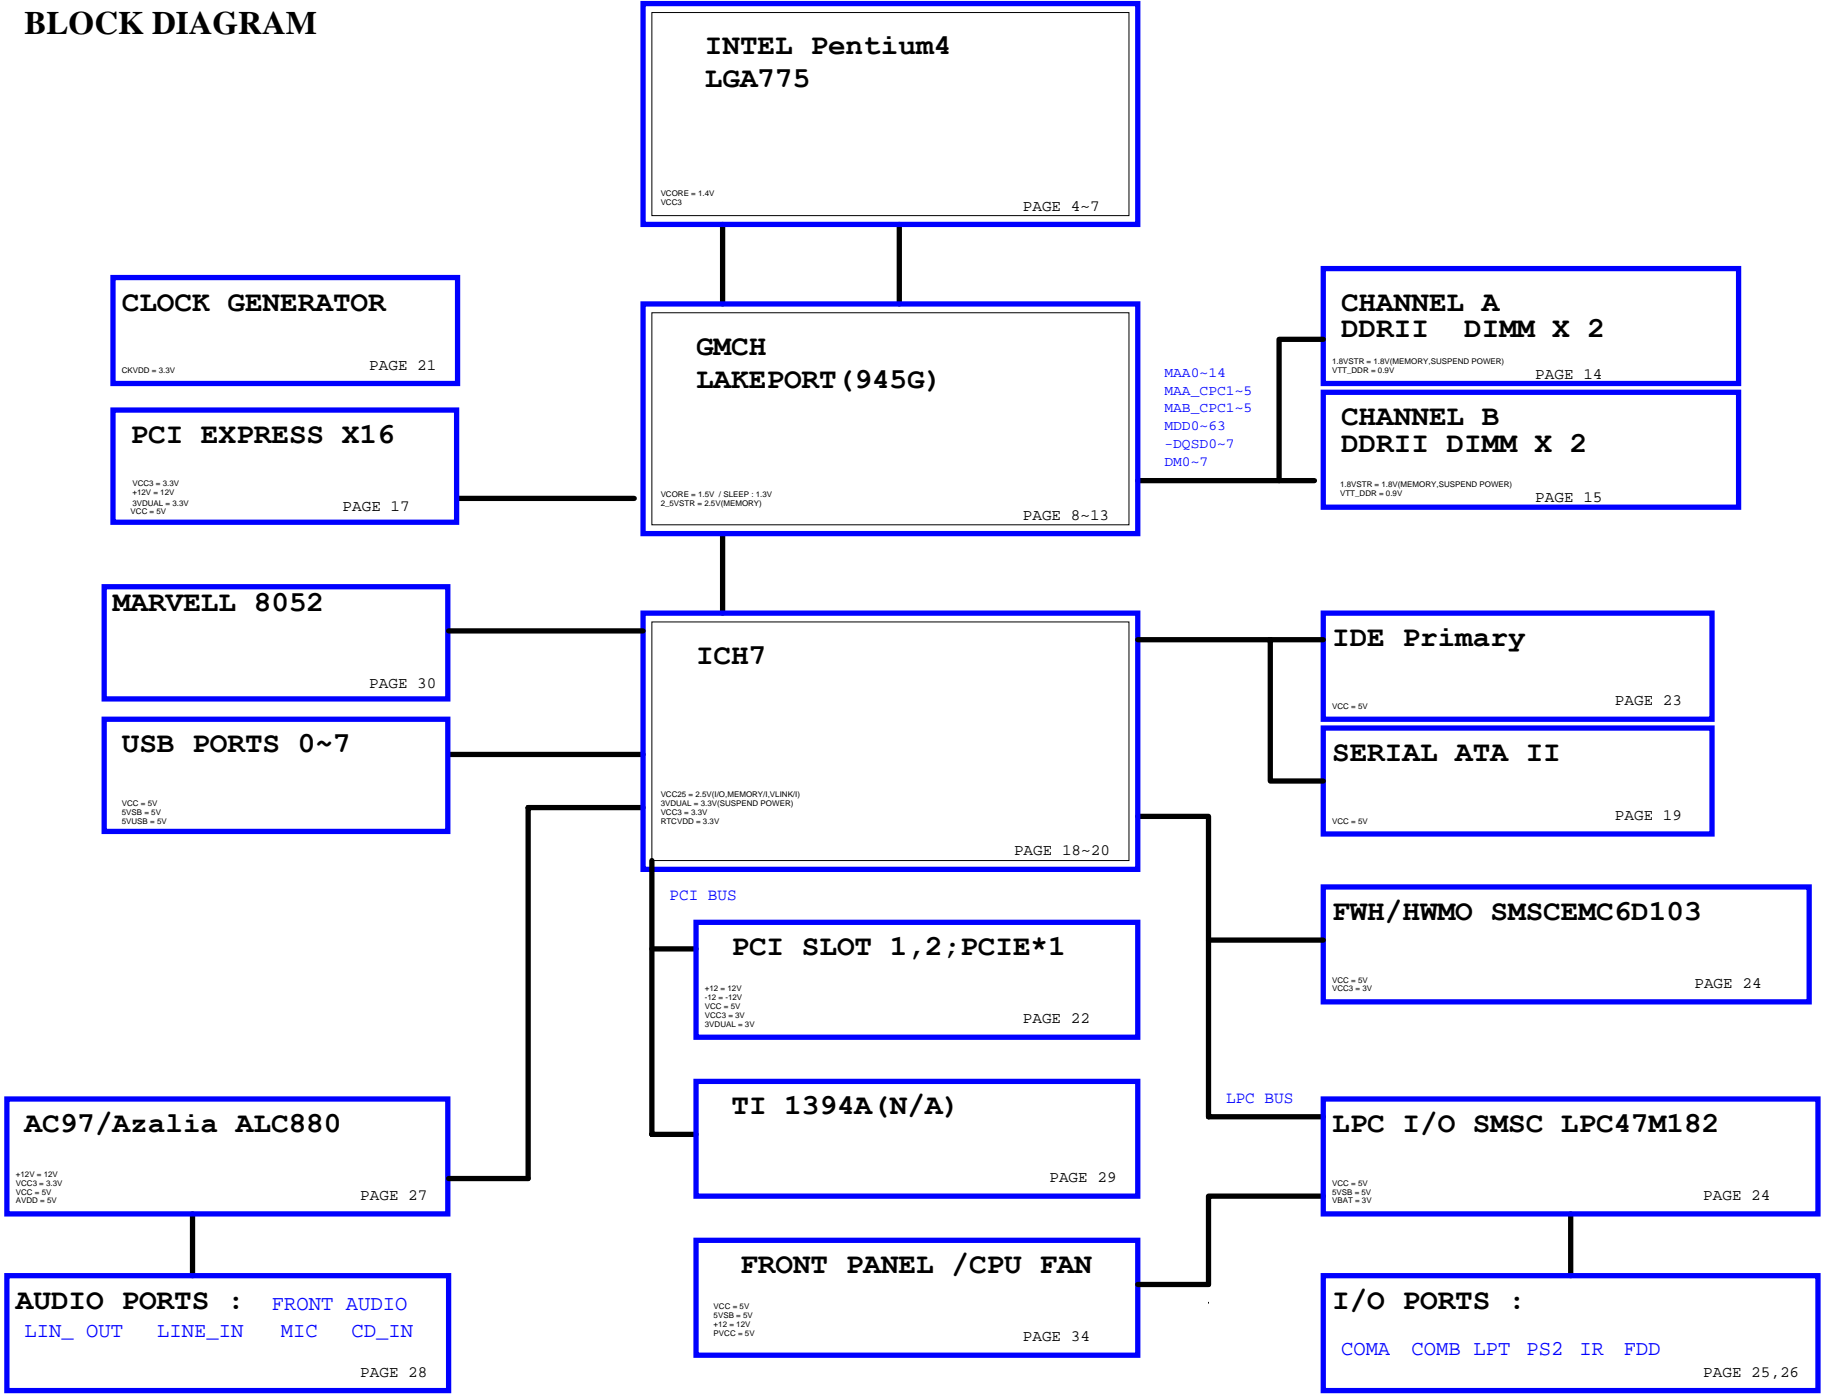 BLOCK DIAGRAM
INTEL Pentium4
LGA775
VCORE = 1.4V
VCC3
PAGE 4~7
CLOCK GENERATOR
CKVDD = 3.3V
PAGE 21
PCI EXPRESS X16
VCC3 = 3.3V
+12V = 12V
3VDUAL = 3.3V
VCC = 5V
PAGE 17
GMCH
LAKEPORT(945G)
VCORE = 1.5V / SLEEP : 1.3V
2_5VSTR = 2.5V(MEMORY)
PAGE 8~13
MAA0~14
MAA_CPC1~5
MAB_CPC1~5
MDD0~63
-DQSD0~7
DM0~7
CHANNEL A
DDRII DIMM X 2
1.8VSTR = 1.8V(MEMORY,SUSPEND POWER)
VTT_DDR = 0.9V
PAGE 14
CHANNEL B
DDRII DIMM X 2
1.8VSTR = 1.8V(MEMORY,SUSPEND POWER)
VTT_DDR = 0.9V
PAGE 15
MARVELL 8052
PAGE 30
USB PORTS 0~7
VCC = 5V
5VSB = 5V
5VUSB = 5V
ICH7
VCC25 = 2.5V(I/O,MEMORY/I,VLINK/I)
3VDUAL = 3.3V(SUSPEND POWER)
VCC3 = 3.3V
RTCVDD = 3.3V
PAGE 18~20
IDE Primary
VCC = 5V
PAGE 23
SERIAL ATA II
VCC = 5V
PAGE 19
PCI BUS
PCI SLOT 1,2;PCIE*1
+12 = 12V
-12 = -12V
VCC = 5V
VCC3 = 3V
3VDUAL = 3V
PAGE 22
FWH/HWMO SMSCEMC6D103
VCC = 5V
VCC3 = 3V
PAGE 24
TI 1394A(N/A)
PAGE 29
LPC BUS
LPC I/O SMSC LPC47M182
VCC = 5V
5VSB = 5V
VBAT = 3V
PAGE 24
AC97/Azalia ALC880
+12V = 12V
VCC3 = 3.3V
VCC = 5V
AVDD = 5V
PAGE 27
FRONT PANEL /CPU FAN
VCC = 5V
5VSB = 5V
+12 = 12V
PVCC = 5V
PAGE 34
AUDIO PORTS : FRONT AUDIO
LIN_ OUT LINE_IN MIC CD_IN
PAGE 28
I/O PORTS :
COMA COMB LPT PS2 IR FDD
PAGE 25,26